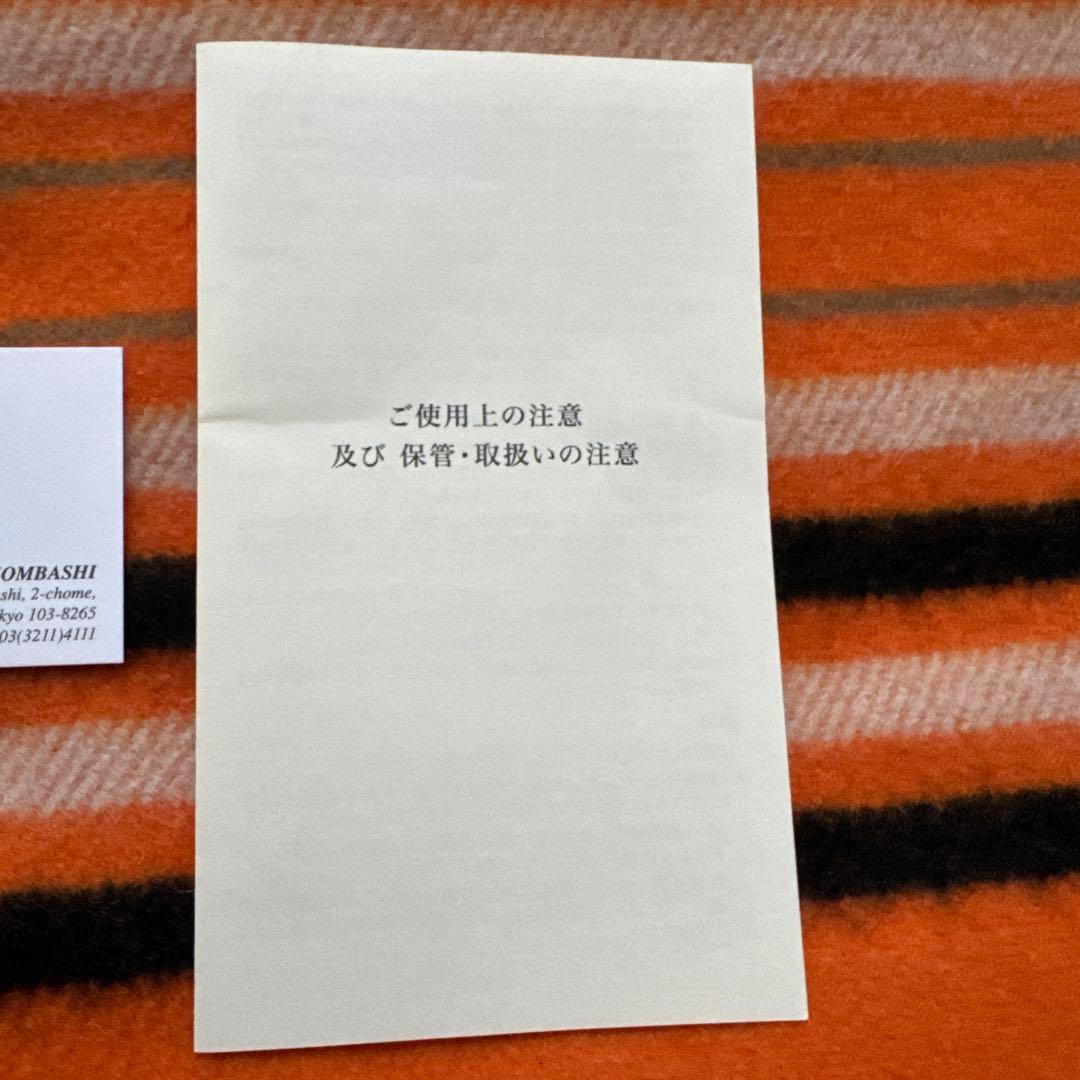 ご使用上の注意
及び 保管・取扱いの注意
OMBASHI
shi, 2-chome,
kyo 103-8265
03(3211)4111